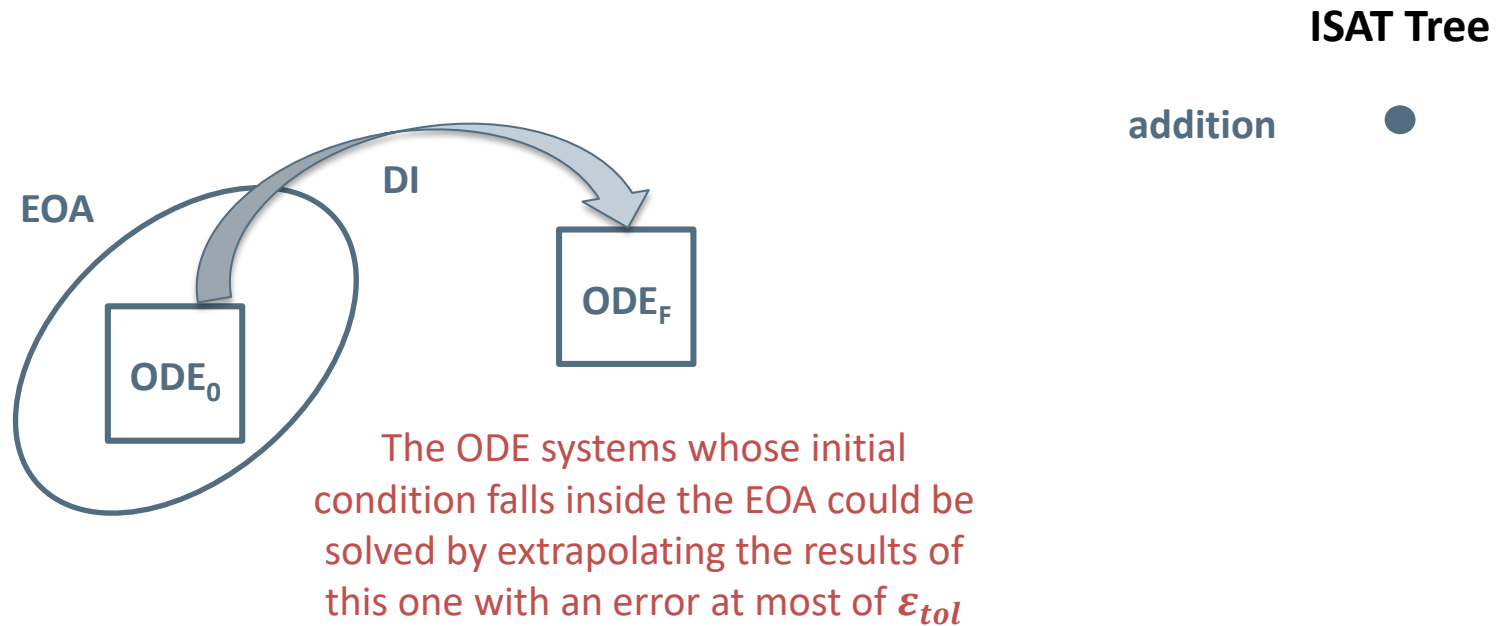 ISAT Tree
addition
DI
EOA
ODE_F
ODE_0
The ODE systems whose initial
condition falls inside the EOA could be
solved by extrapolating the results of
this one with an error at most of ε_tol